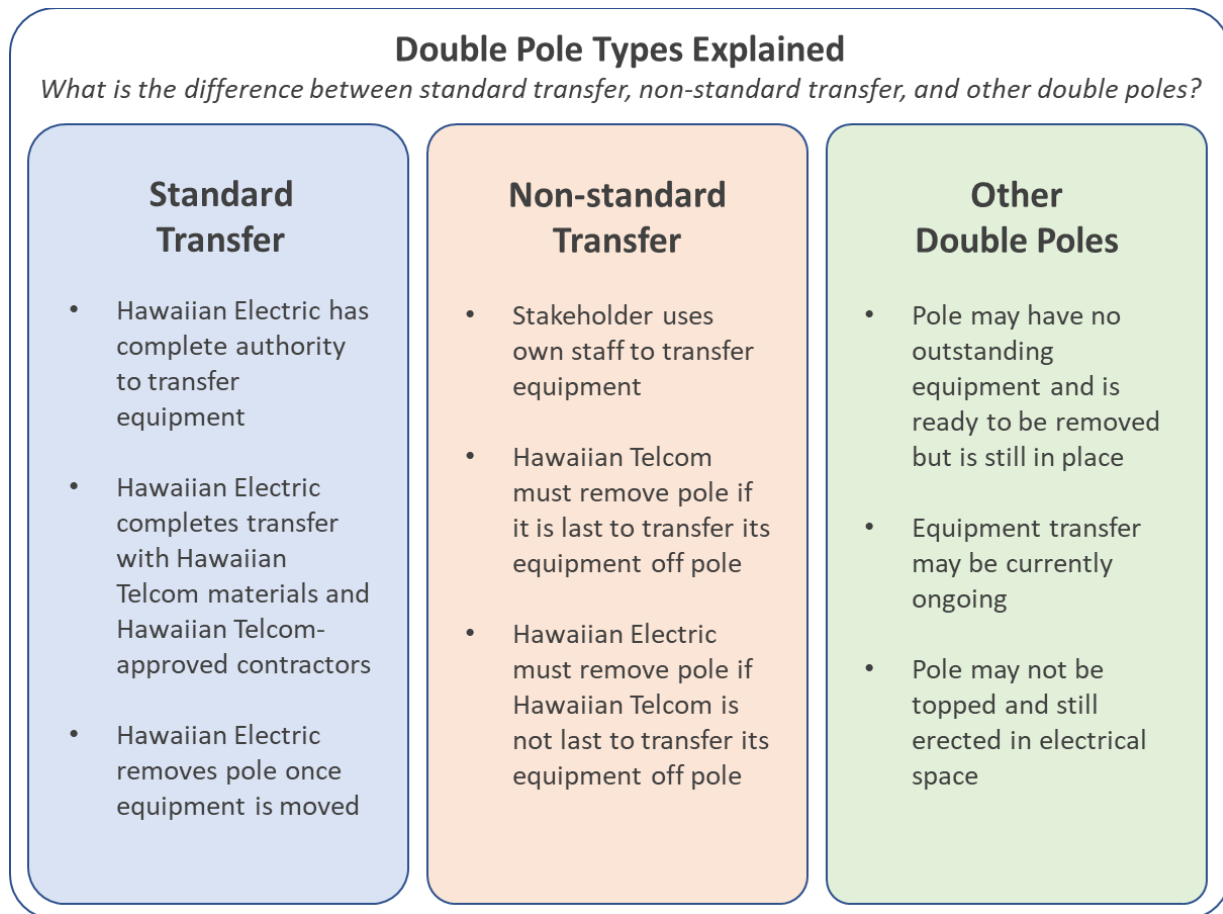 Double Pole Types Explained
What is the difference between standard transfer, non-standard transfer, and other double poles?
Standard
Transfer
• Hawaiian Electric has
complete authority
to transfer
equipment
• Hawaiian Electric
completes transfer
with Hawaiian
Telcom materials and
Hawaiian Telcom-
approved contractors
• Hawaiian Electric
removes pole once
equipment is moved
Non-standard
Transfer
• Stakeholder uses
own staff to transfer
equipment
• Hawaiian Telcom
must remove pole if
it is last to transfer its
equipment off pole
• Hawaiian Electric
must remove pole if
Hawaiian Telcom is
not last to transfer its
equipment off pole
Other
Double Poles
• Pole may have no
outstanding
equipment and is
ready to be removed
but is still in place
• Equipment transfer
may be currently
ongoing
• Pole may not be
topped and still
erected in electrical
space